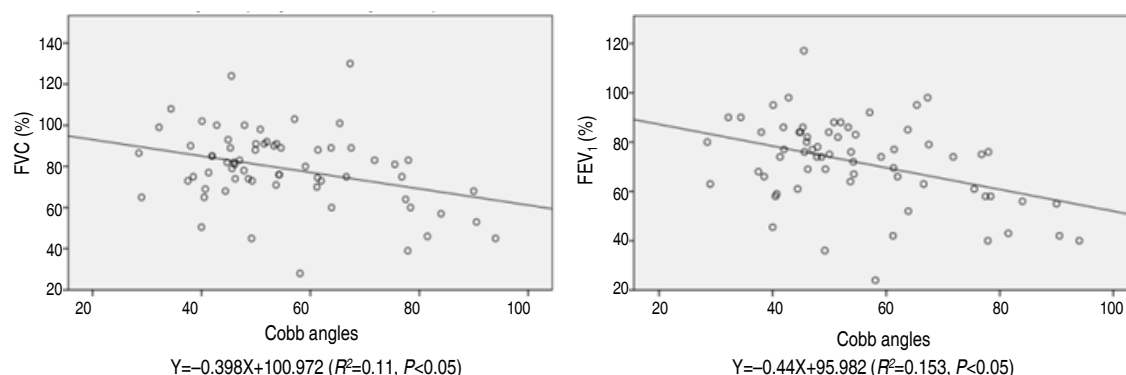 140
120
100
80
60
40
20
FVC (%)
20 40 60 80 100
Cobb angles
Y=–0.398X+100.972 (R²=0.11, P<0.05)
120
100
80
60
40
20
FEV₁ (%)
20 40 60 80 100
Cobb angles
Y=–0.44X+95.982 (R²=0.153, P<0.05)